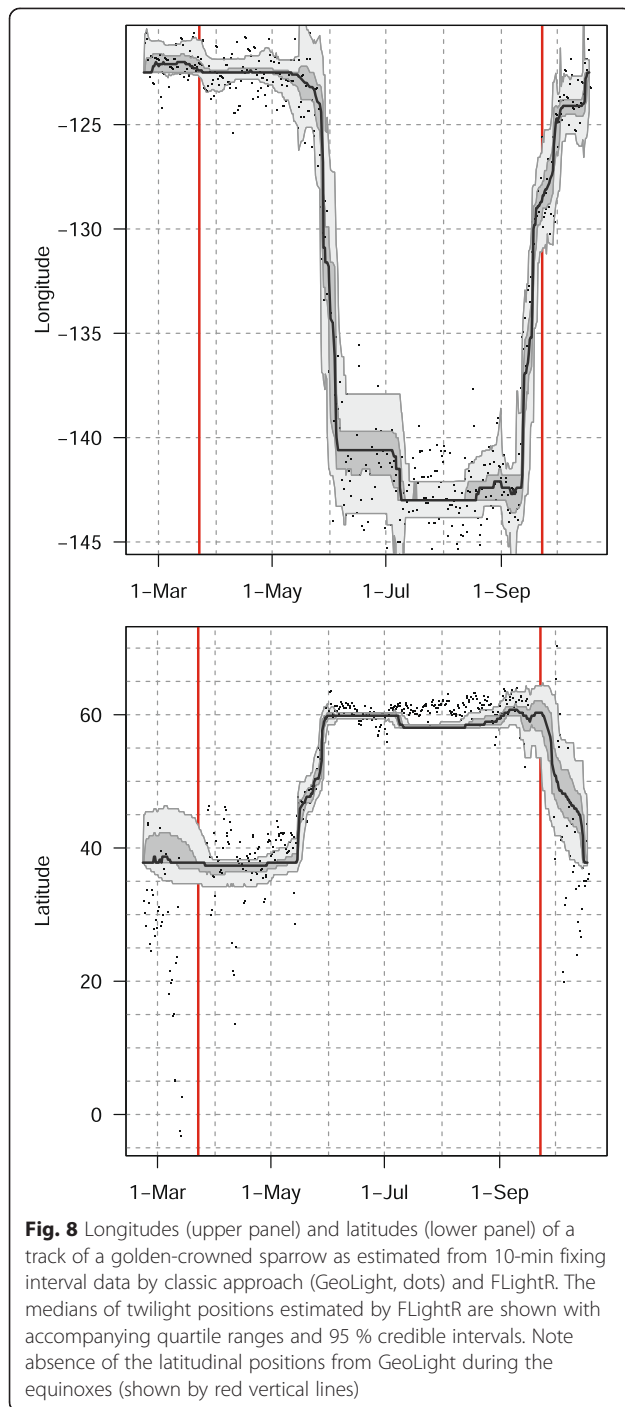 −125
−130
−135
−140
−145
Longitude
1−Mar 1−May 1−Jul 1−Sep
60
40
20
0
Latitude
1−Mar 1−May 1−Jul 1−Sep
Fig. 8 Longitudes (upper panel) and latitudes (lower panel) of a
track of a golden-crowned sparrow as estimated from 10-min fixing
interval data by classic approach (GeoLight, dots) and FLightR. The
medians of twilight positions estimated by FLightR are shown with
accompanying quartile ranges and 95 % credible intervals. Note
absence of the latitudinal positions from GeoLight during the
equinoxes (shown by red vertical lines)